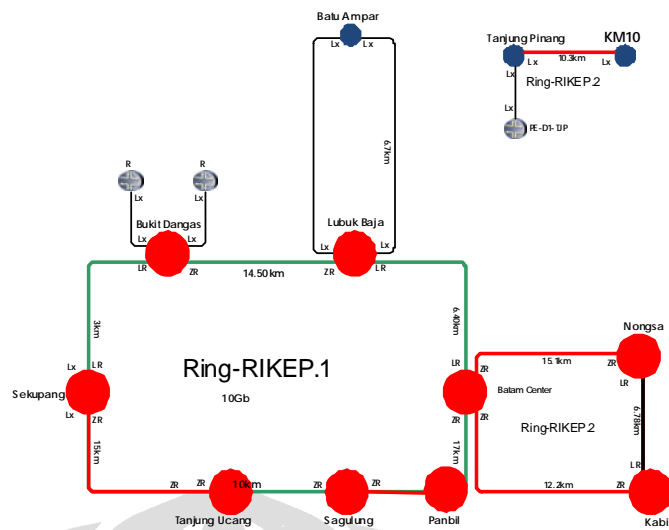 Batu Ampar
Lx Lx
Tanjung Pinang KM10
Lx 10.3km Lx
Lx
Ring-RIKEP.2
Lx
PE-D1-TJP
6.7km
R R
Lx Lx
Bukit Dangas Lubuk Baja
Lx Lx Lx Lx
LR ZR 14.50km ZR LR
3km 6.40km
Nongsa
15.1km ZR
Ring-RIKEP.1
Lx LR LR ZR LR
Sekupang 10Gb Batam Center 6.78km
Lx ZR ZR ZR
Ring-RIKEP.2
15km 17km
LR
ZR ZR 10km ZR ZR ZR 12.2km ZR
Tanjung Ucang Sagulung Panbil Kabil